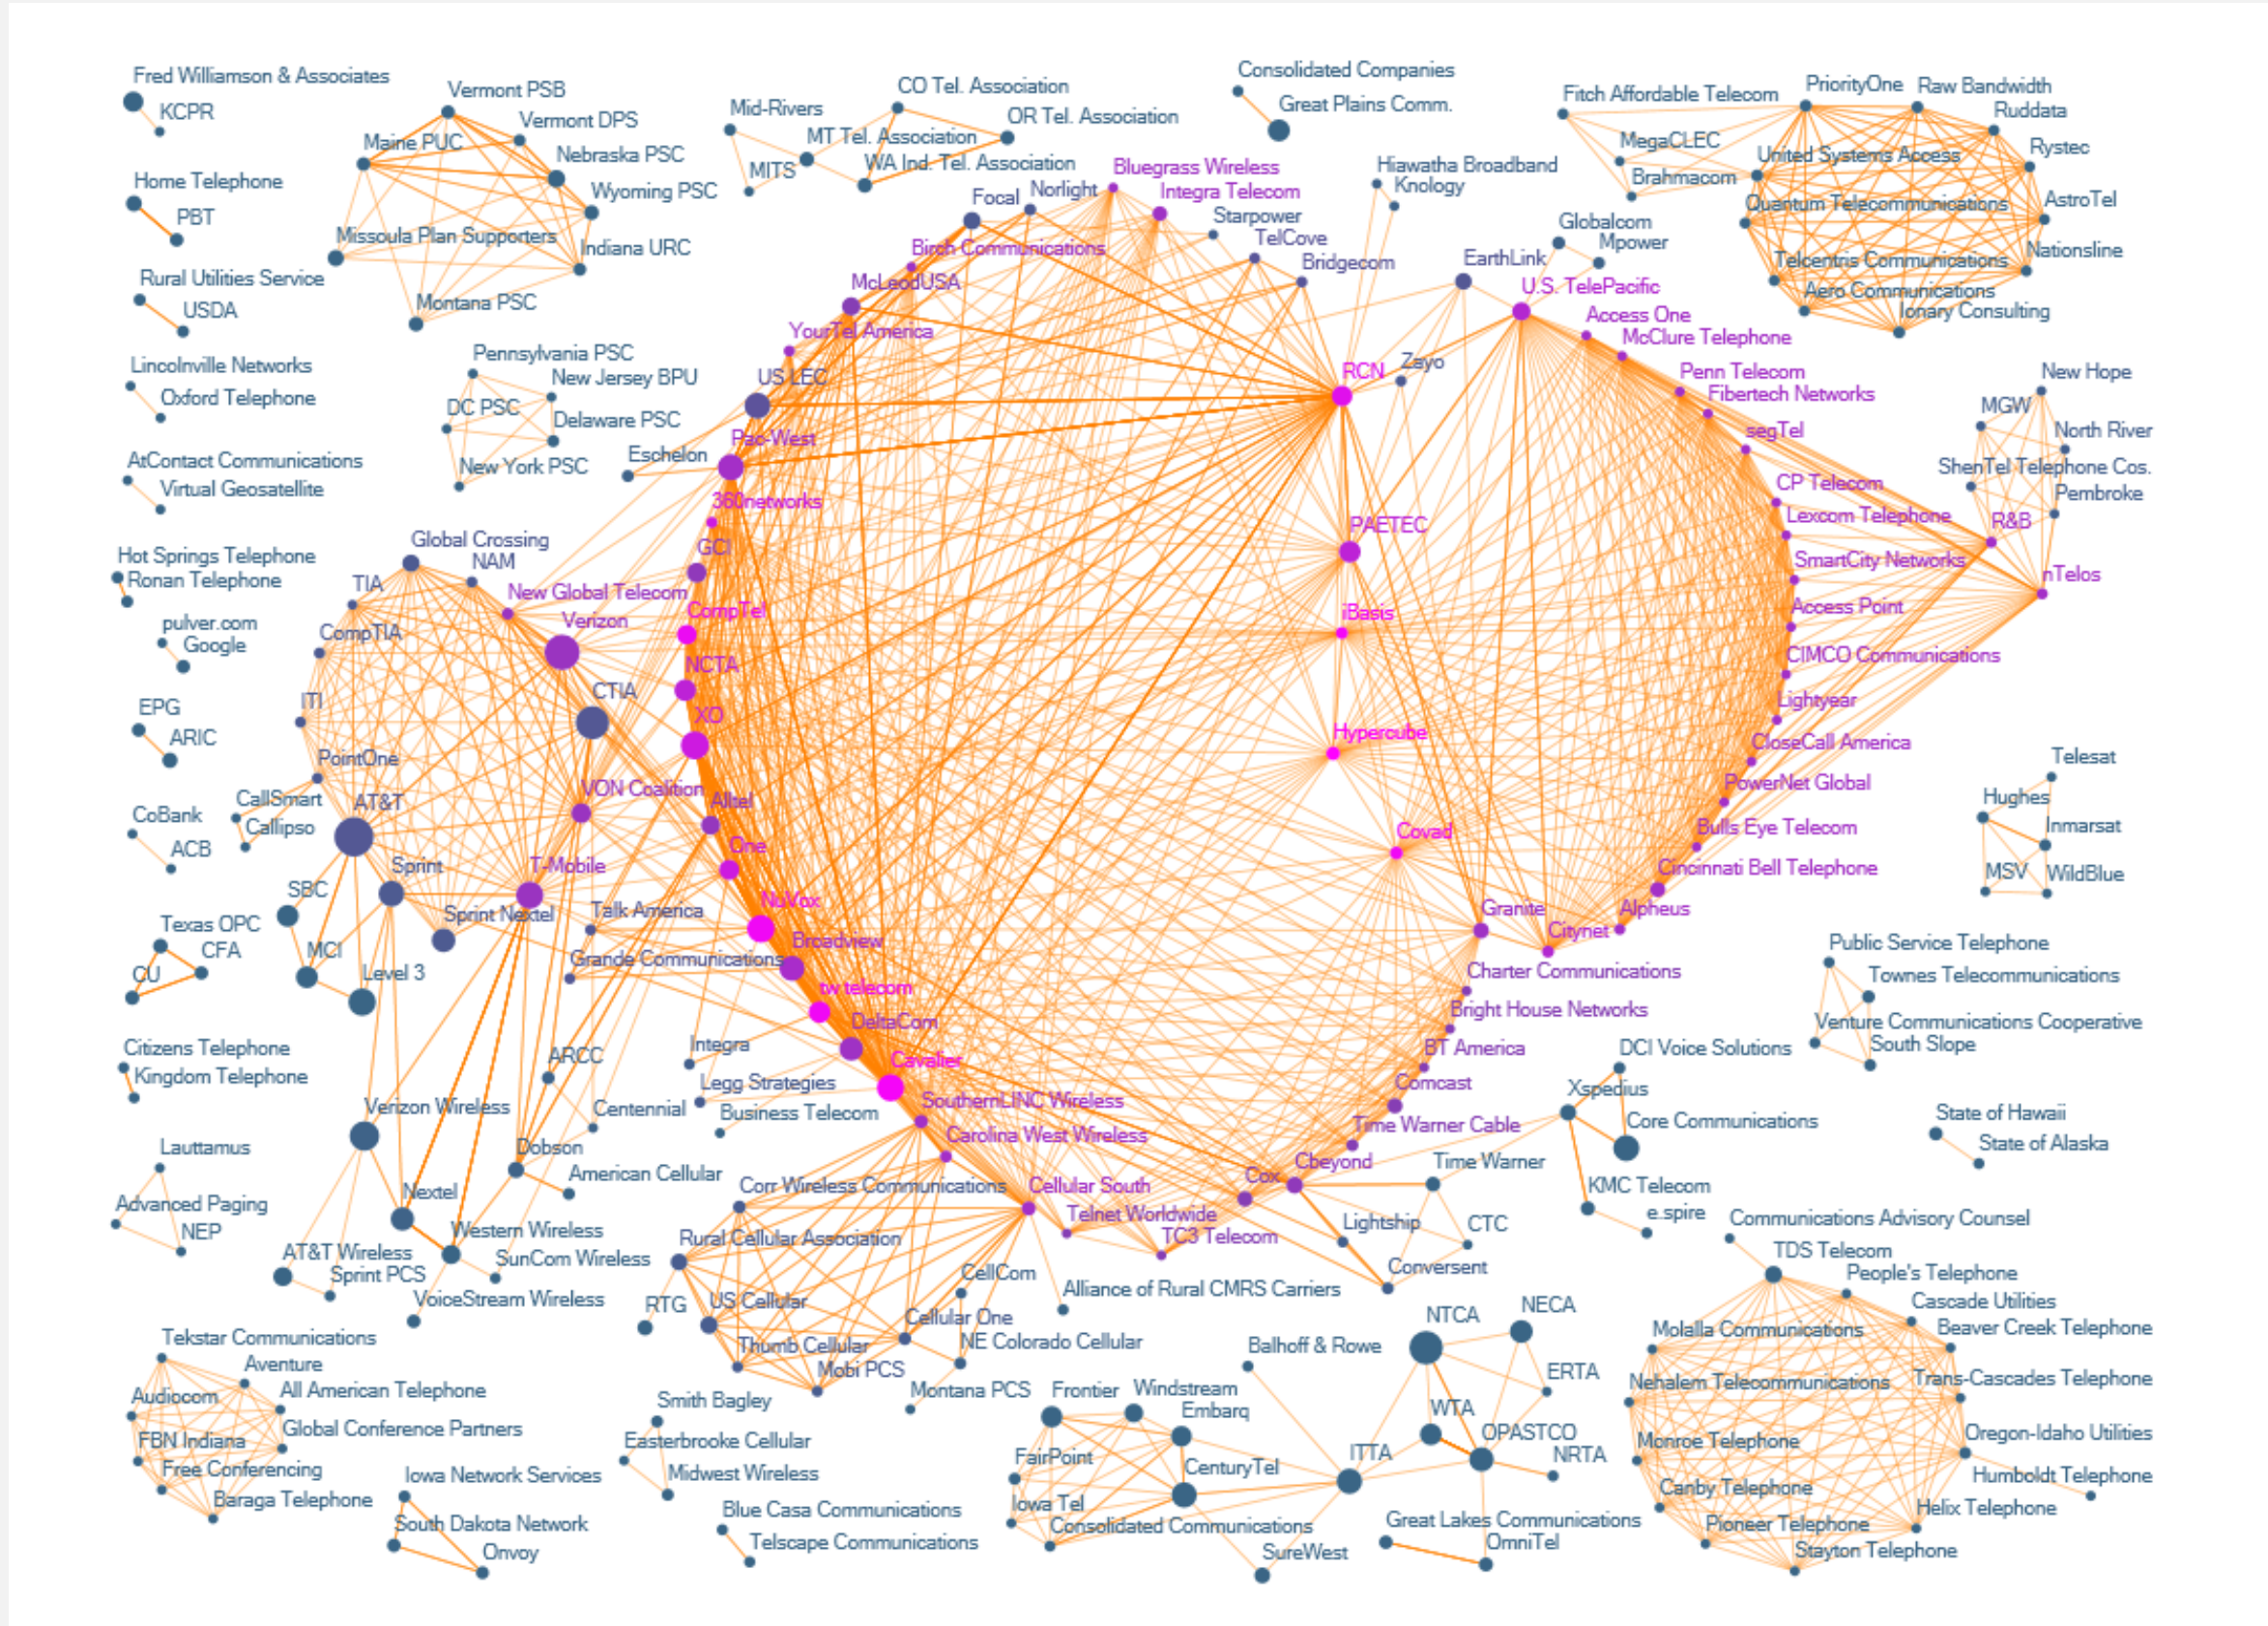 Fred Williamson & Associates
KCPR
Vermont PSB
Vermont DPS
Maine PUC
Nebraska PSC
Wyoming PSC
Missoula Plan Supporters
Indiana URC
Montana PSC
Home Telephone
PBT
Rural Utilities Service
USDA
Lincolnville Networks
Oxford Telephone
AtContact Communications
Virtual Geosatellite
Pennsylvania PSC
New Jersey BPU
DC PSC
Delaware PSC
New York PSC
Mid-Rivers
CO Tel. Association
OR Tel. Association
MT Tel. Association
WA Ind. Tel. Association
MITS
Consolidated Companies
Great Plains Comm.
Hiawatha Broadband
Knology
Fitch Affordable Telecom
PriorityOne
Raw Bandwidth
Ruddata
MegaCLEC
United Systems Access
Rystec
Brahmacom
Quantum Telecommunications
AstroTel
Nationsline
Telcentris Communications
Aero Communications
Ionary Consulting
Bluegrass Wireless
Integra Telecom
Focal
Norlight
Starpower
TelCove
Bridgecom
Birch Communications
McLeodUSA
YourTel America
US LEC
Pac-West
Eschelon
360networks
GCI
CompTel
NCTA
XO
Alltel
One
NuVox
Broadview
tw telecom
DeltaCom
Cavalier
SouthernLINC Wireless
Carolina West Wireless
Cellular South
Telnet Worldwide
TC3 Telecom
Globalcom
Mpower
EarthLink
U.S. TelePacific
Access One
McClure Telephone
Zayo
RCN
Penn Telecom
Fibertech Networks
segTel
CP Telecom
Lexcom Telephone
SmartCity Networks
Access Point
CIMCO Communications
Lightyear
CloseCall America
PowerNet Global
Bulls Eye Telecom
Cincinnati Bell Telephone
Alpheus
Citynet
Granite
Charter Communications
Bright House Networks
BT America
Comcast
Time Warner Cable
Cbeyond
Cox
PAETEC
iBasis
Hypercube
Covad
New Hope
MGW
North River
ShenTel Telephone Cos.
Pembroke
R&B
nTelos
Hot Springs Telephone
Ronan Telephone
pulver.com
Google
EPG
ARIC
CoBank
ACB
Global Crossing
NAM
TIA
New Global Telecom
CompTIA
Verizon
ITI
CTIA
PointOne
CallSmart
AT&T
Callipso
VON Coalition
Sprint
T-Mobile
SBC
Sprint Nextel
Talk America
Texas OPC
CFA
MCI
CU
Level 3
Grande Communications
Citizens Telephone
Kingdom Telephone
Integra
ARCC
Legg Strategies
Verizon Wireless
Centennial
Business Telecom
Lauttamus
Dobson
American Cellular
Advanced Paging
NEP
Nextel
Western Wireless
AT&T Wireless
SunCom Wireless
Sprint PCS
VoiceStream Wireless
Corr Wireless Communications
Rural Cellular Association
RTG
US Cellular
CellCom
Cellular One
Thumb Cellular
NE Colorado Cellular
Mobi PCS
Montana PCS
Alliance of Rural CMRS Carriers
Telesat
Hughes
Inmarsat
MSV
WildBlue
Public Service Telephone
Townes Telecommunications
Venture Communications Cooperative
South Slope
DCI Voice Solutions
Xspedius
Core Communications
KMC Telecom
e.spire
State of Hawaii
State of Alaska
Time Warner
Lightship
CTC
Conversent
Tekstar Communications
Aventure
Audiocom
All American Telephone
Global Conference Partners
FBN Indiana
Free Conferencing
Baraga Telephone
Iowa Network Services
South Dakota Network
Onvoy
Smith Bagley
Easterbrooke Cellular
Midwest Wireless
Blue Casa Communications
Telscape Communications
Frontier
Windstream
Embarq
FairPoint
CenturyTel
Iowa Tel
Consolidated Communications
SureWest
Balhoff & Rowe
ITTA
NTCA
NECA
ERTA
WTA
OPASTCO
NRTA
Great Lakes Communications
OmniTel
Communications Advisory Counsel
TDS Telecom
People's Telephone
Cascade Utilities
Molalla Communications
Beaver Creek Telephone
Nehalem Telecommunications
Trans-Cascades Telephone
Monroe Telephone
Oregon-Idaho Utilities
Humboldt Telephone
Canby Telephone
Helix Telephone
Pioneer Telephone
Stayton Telephone